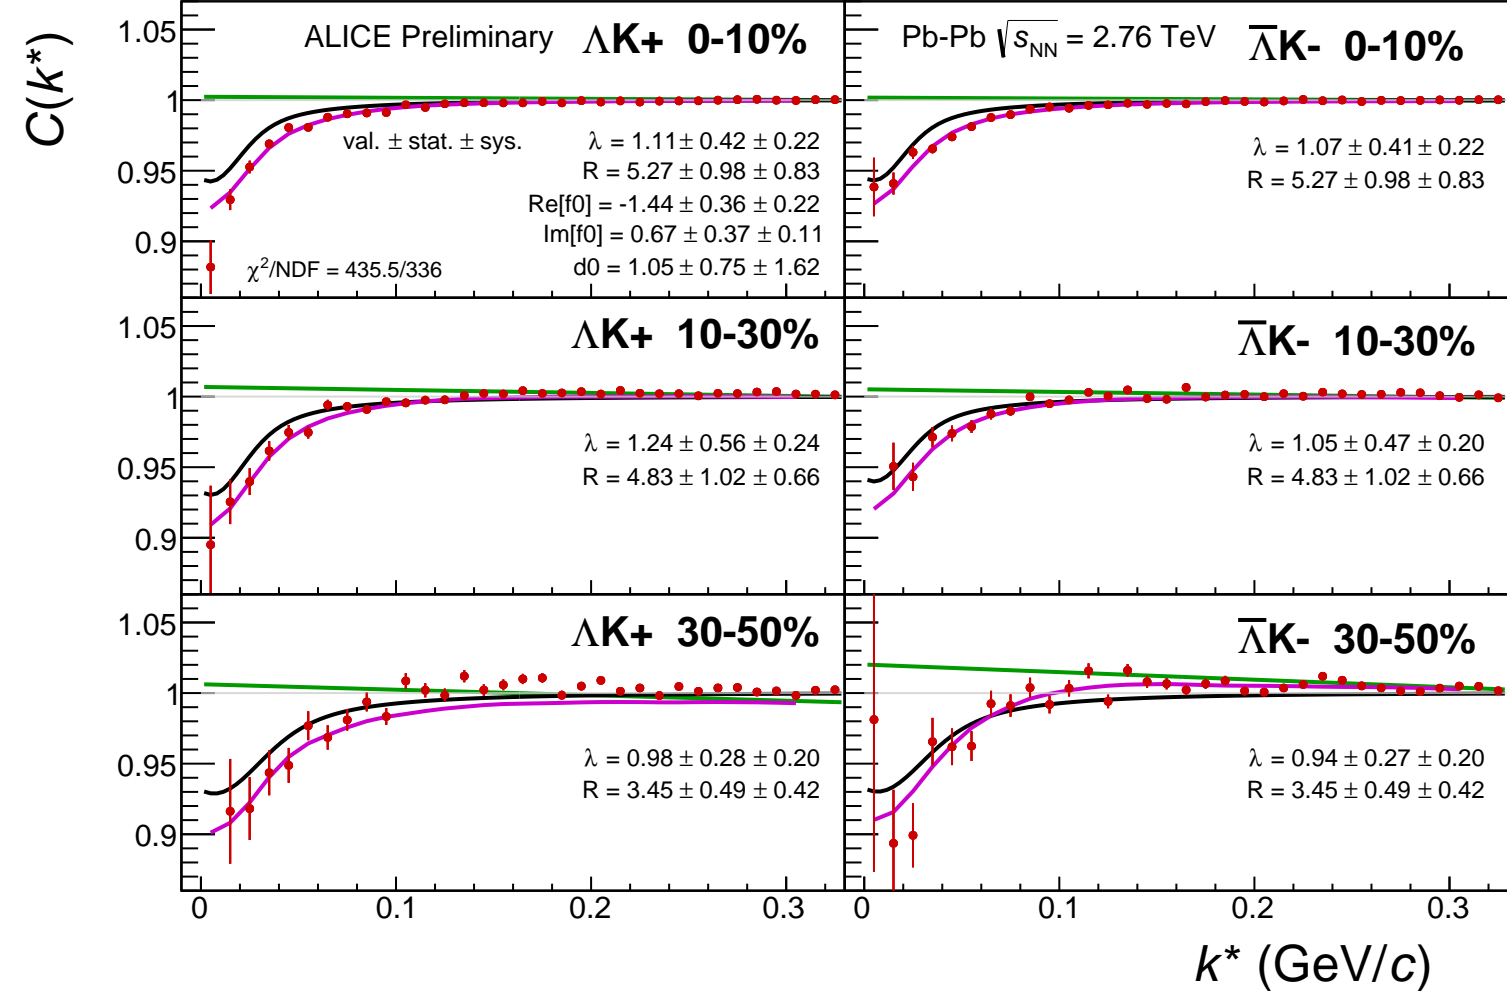 C(k*)
ALICE Preliminary ΛK+ 0-10%
1.05
1
0.95
0.9
val. ± stat. ± sys.
λ = 1.11± 0.42 ± 0.22
R = 5.27 ± 0.98 ± 0.83
Re[f0] = -1.44 ± 0.36 ± 0.22
Im[f0] = 0.67 ± 0.37 ± 0.11
d0 = 1.05 ± 0.75 ± 1.62
χ²/NDF = 435.5/336
Pb-Pb √s_NN = 2.76 TeV Λ̅K- 0-10%
λ = 1.07 ± 0.41 ± 0.22
R = 5.27 ± 0.98 ± 0.83
ΛK+ 10-30%
1.05
1
0.95
0.9
λ = 1.24 ± 0.56 ± 0.24
R = 4.83 ± 1.02 ± 0.66
Λ̅K- 10-30%
λ = 1.05 ± 0.47 ± 0.20
R = 4.83 ± 1.02 ± 0.66
ΛK+ 30-50%
1.05
1
0.95
0.9
λ = 0.98 ± 0.28 ± 0.20
R = 3.45 ± 0.49 ± 0.42
Λ̅K- 30-50%
λ = 0.94 ± 0.27 ± 0.20
R = 3.45 ± 0.49 ± 0.42
0 0.1 0.2 0.3
0 0.1 0.2 0.3
k* (GeV/c)